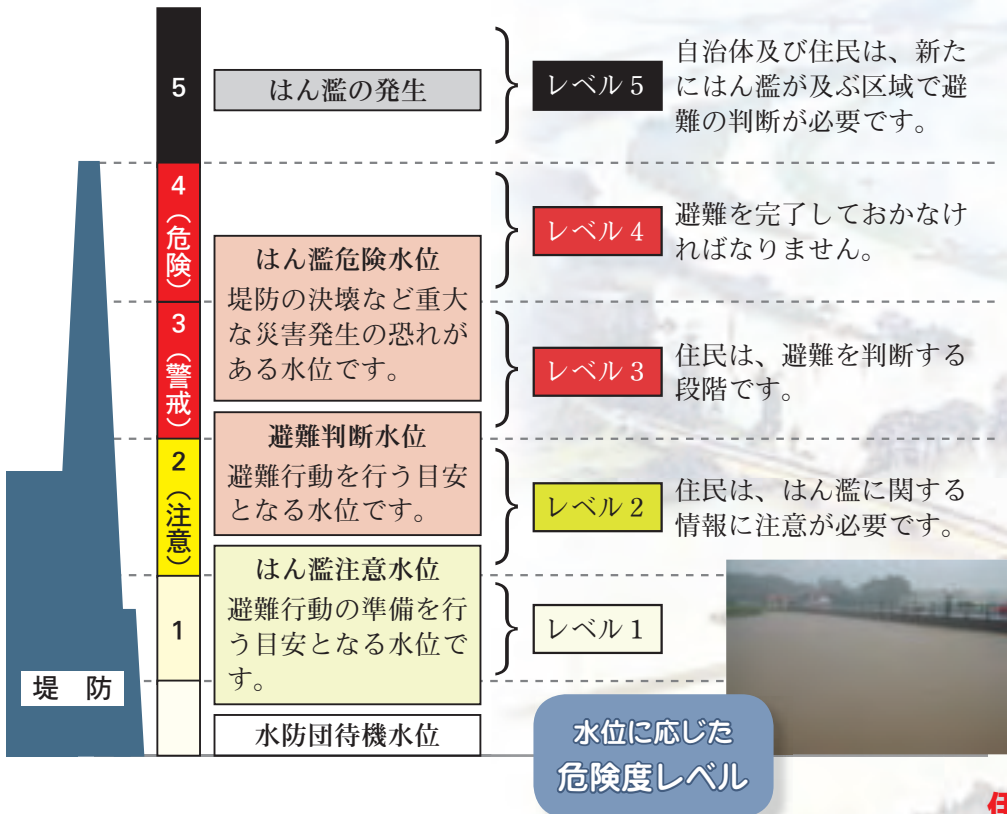 5
はん濫の発生
レベル 5
自治体及び住民は、新た
にはん濫が及ぶ区域で避
難の判断が必要です。
4
（危険）
レベル 4
避難を完了しておかなけ
ればなりません。
はん濫危険水位
堤防の決壊など重大
な災害発生の恐れが
ある水位です。
3
（警戒）
レベル 3
住民は、避難を判断する
段階です。
避難判断水位
避難行動を行う目安
となる水位です。
2
（注意）
レベル 2
住民は、はん濫に関する
情報に注意が必要です。
はん濫注意水位
避難行動の準備を行
う目安となる水位で
す。
1
レベル 1
堤 防
水防団待機水位
水位に応じた
危険度レベル